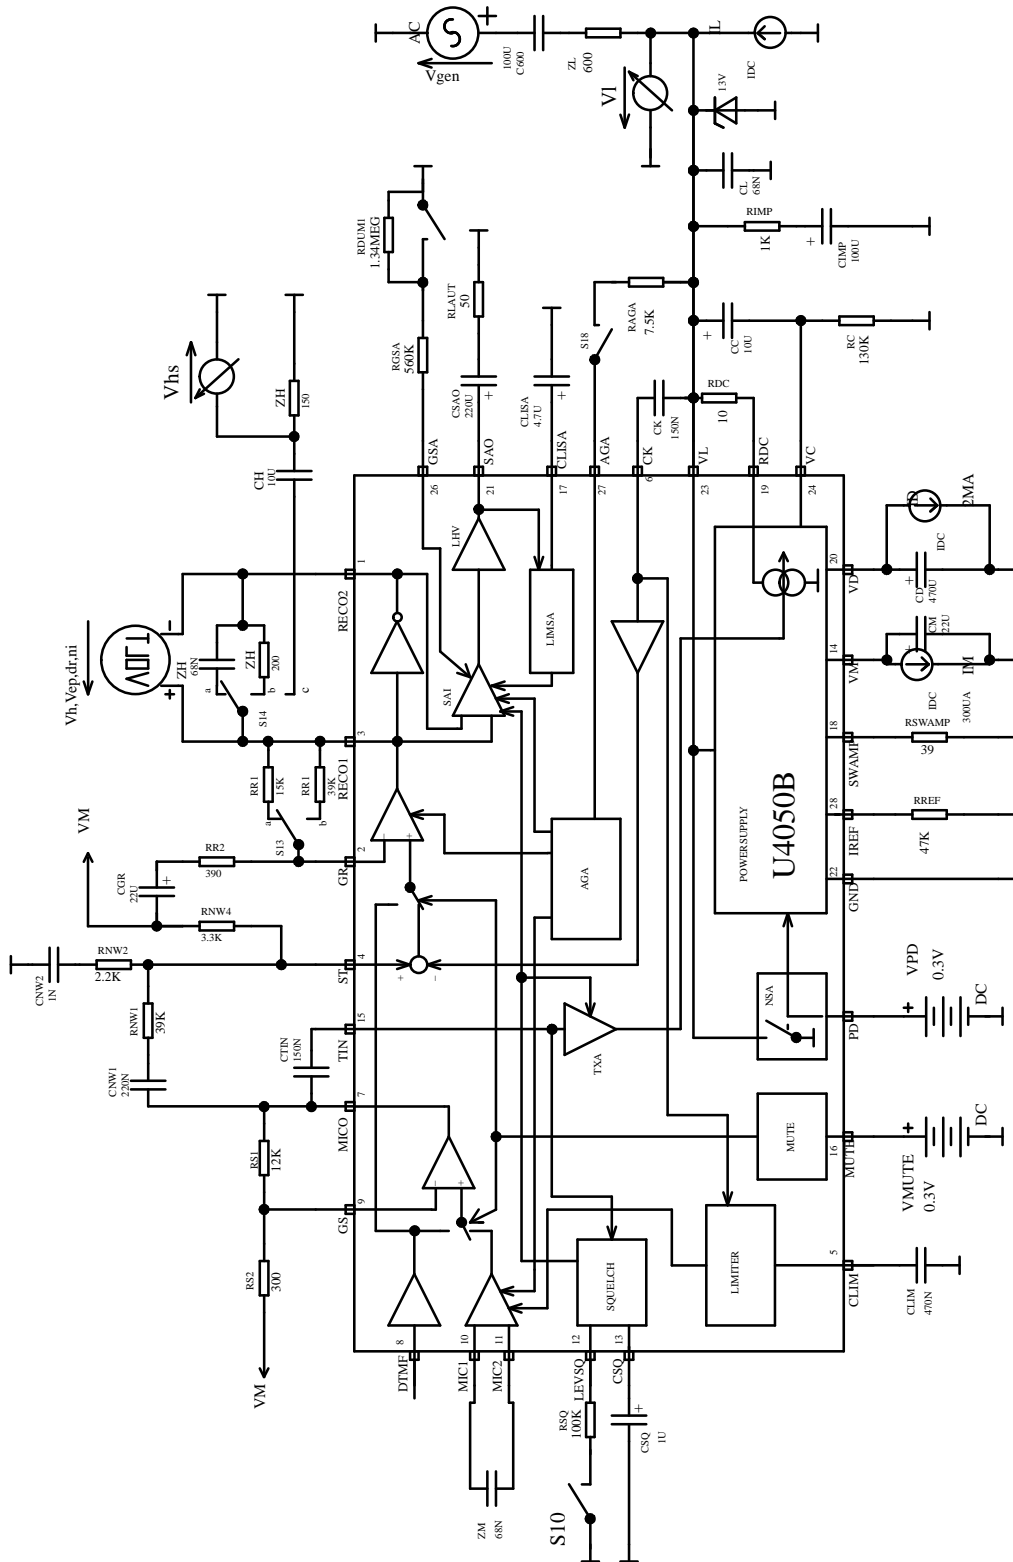 AC
Vgen
100U
C600
ZL
600
V1
IL
IDC
13V
CL
68N
RIMP
1K
+
CIMP
100U
RDUM1
1.34MEG
RLAUT
50
RGSA
560K
CSAO
220U
+
CLISA
4.7U
+
S18
RAGA
7.5K
+
CC
10U
RC
130K
CK
150N
RDC
10
Vhs
ZH
150
CH
10U
GSA
26
SAO
21
CLISA
17
AGA
27
CK
6
VL
23
RDC
19
VC
24
Vh,Vep,dr,ni
VOLT
+
-
ZH
68N
ZH
200
a
b
c
S14
RECO2
1
LHV
LIMSA
SAI
RECO1
3
RR1
15K
RR1
39K
a
b
S13
POWERSUPPLY
U4050B
20
VD
+
CD
470U
ID
2MA
IDC
14
VM
+
CM
22U
IDC
300UA
IM
18
SWAMP
RSWAMP
39
28
IREF
RREF
47K
22
GND
VM
CGR
22U
+
RR2
390
GR
2
RNW4
3.3K
-
+
AGA
CNW2
1N
RNW2
2.2K
ST
4
+
-
RNW1
39K
CNW1
220N
CTIN
150N
TIN
15
TXA
NSA
PD
VPD
0.3V
+
DC
MICO
7
RS1
12K
GS
9
-
+
RS2
300
VM
MUTE
16
MUTE
VMUTE
0.3V
+
DC
SQUELCH
LIMITER
5
CLIM
CLIM
470N
DTMF
8
MIC1
10
MIC2
11
LEVSQ
12
CSQ
13
ZM
68N
RSQ
100K
S10
CSQ
1U
+